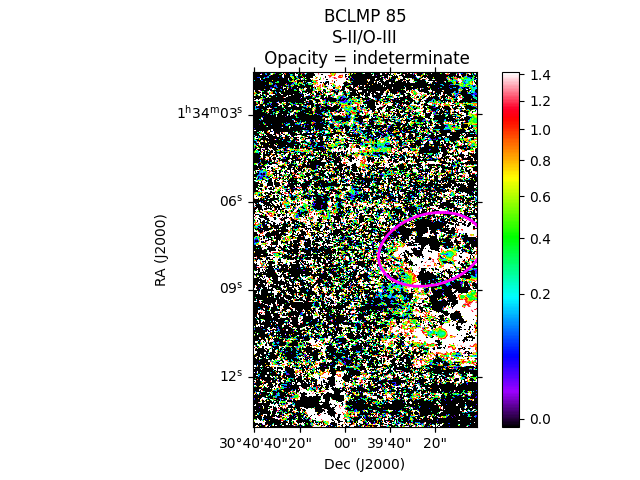 BCLMP 85
S-II/O-III
Opacity = indeterminate
1h34m03s
06s
09s
12s
RA (J2000)
30°40'40"20" 00" 39'40" 20"
Dec (J2000)
1.4
1.2
1.0
0.8
0.6
0.4
0.2
0.0